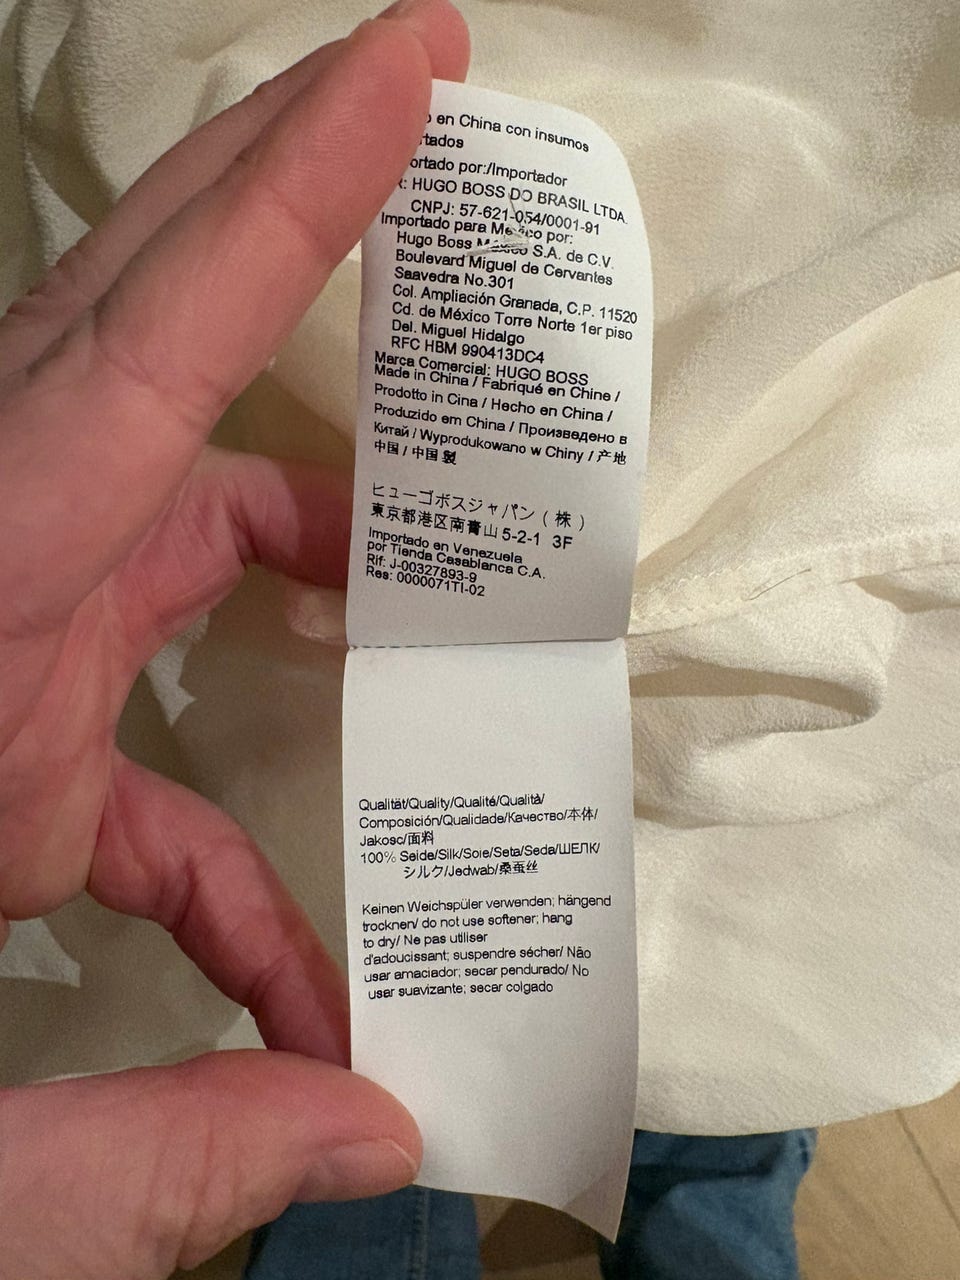 en China con insumos
por:/Importador
HUGO BOSS DO BRASIL LTDA.
CNPJ: 57-621-054/0001-91
Importado para México por:
Hugo Boss México S.A. de C.V.
Boulevard Miguel de Cervantes
Saavedra No.301
Col. Ampliación Granada, C.P. 11520
Cd. de México Torre Norte 1er piso
Del. Miguel Hidalgo
RFC HBM 990413DC4
Marca Comercial: HUGO BOSS
Made in China / Fabriqué en Chine /
Prodotto in Cina / Hecho en China /
Produzido em China / Произведено в
Китай / Wyprodukowano w Chiny / 产地
中国 / 中国製
ヒューゴボスジャパン（株）
東京都港区南青山 5-2-1 3F
Importado en Venezuela
por Tienda Casablanca C.A.
Rif: J-00327893-9
Res: 0000071TI-02
Qualität/Quality/Qualité/Qualità/
Composición/Qualidade/Качество/本体/
Jakosc/面料
100% Seide/Silk/Soie/Seta/Seda/ШЕЛК/
シルク/Jedwab/桑蚕丝
Keinen Weichspüler verwenden; hängend
trocknen/ do not use softener; hang
to dry/ Ne pas utiliser
d'adoucissant; suspendre sécher/ Não
usar amaciador; secar pendurado/ No
usar suavizante; secar colgado